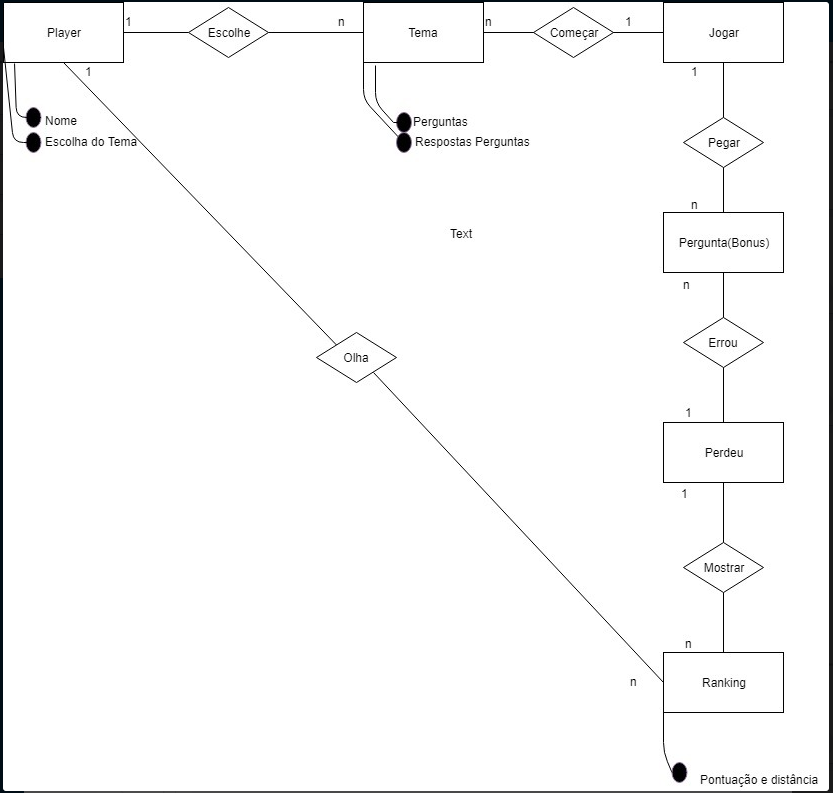 Player
1
Escolhe
n
Tema
n
Começar
1
Jogar
1
1
Nome
Escolha do Tema
Perguntas
Respostas Perguntas
Pegar
n
Text
Pergunta(Bonus)
n
Errou
Olha
1
Perdeu
1
Mostrar
n
n
Ranking
Pontuação e distância